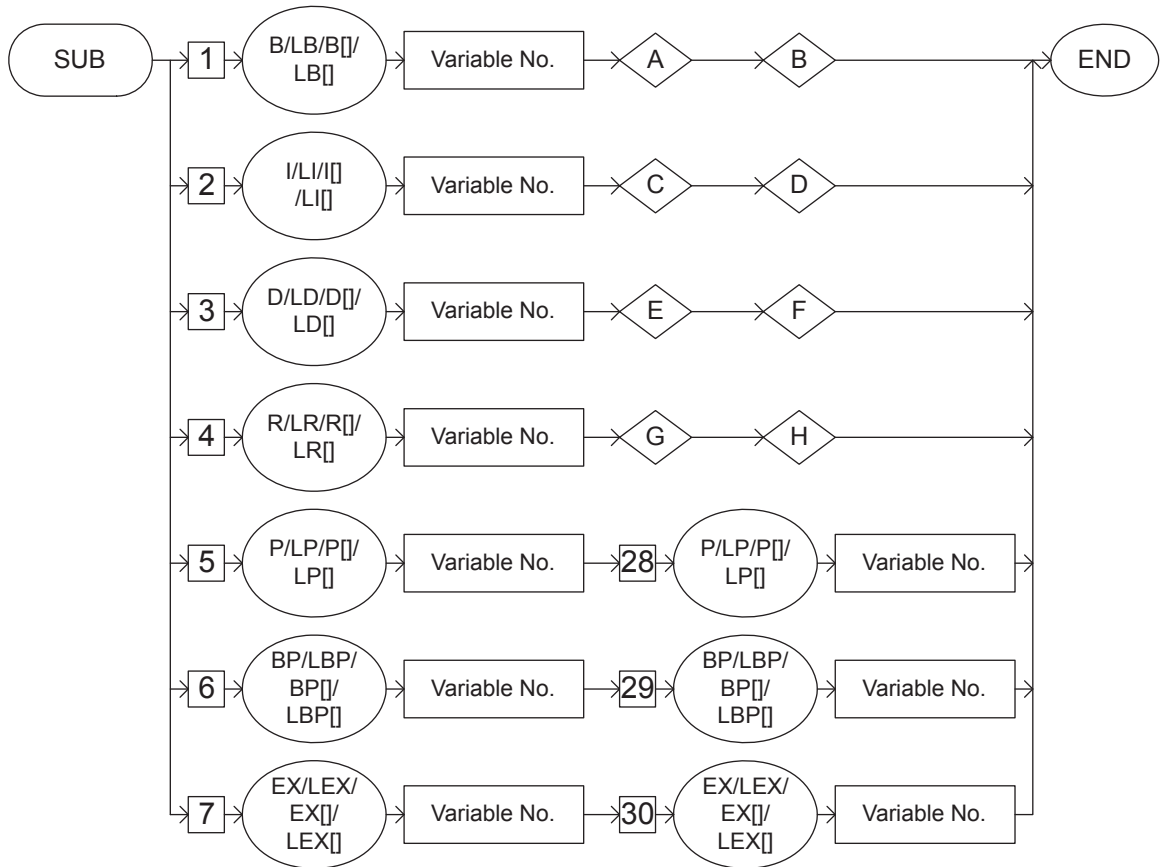 SUB
1
B/LB/B[]/
LB[]
Variable No.
A
B
END
2
I/LI/I[]
/LI[]
Variable No.
C
D
3
D/LD/D[]/
LD[]
Variable No.
E
F
4
R/LR/R[]/
LR[]
Variable No.
G
H
5
P/LP/P[]/
LP[]
Variable No.
28
P/LP/P[]/
LP[]
Variable No.
6
BP/LBP/
BP[]/
LBP[]
Variable No.
29
BP/LBP/
BP[]/
LBP[]
Variable No.
7
EX/LEX/
EX[]/
LEX[]
Variable No.
30
EX/LEX/
EX[]/
LEX[]
Variable No.